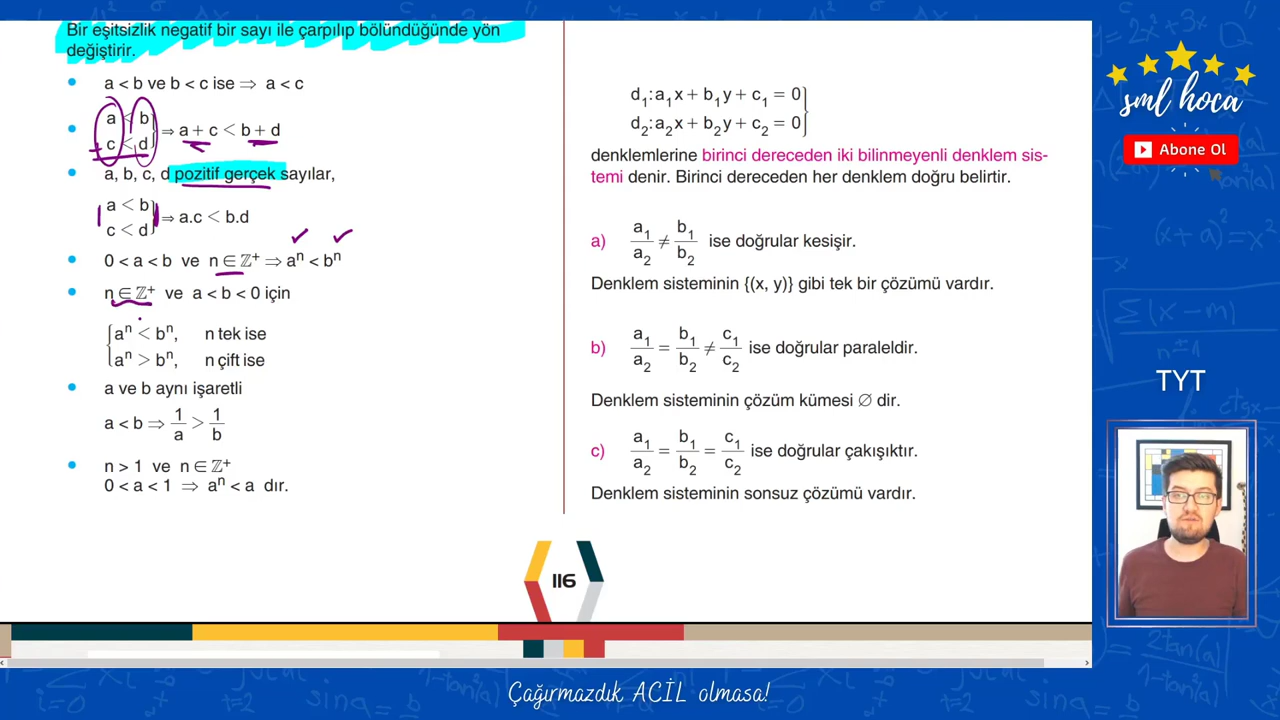 Bir eşitsizlik negatif bir sayı ile çarpılıp bölündüğünde yön
değiştirir.
• a < b ve b < c ise ⇒ a < c
• a < b
c < d } ⇒ a + c < b + d
• a, b, c, d pozitif gerçek sayılar,
a < b
c < d } ⇒ a.c < b.d
• 0 < a < b ve n ∈ ℤ⁺ ⇒ aⁿ < bⁿ
• n ∈ ℤ⁺ ve a < b < 0 için
aⁿ < bⁿ, n tek ise
aⁿ > bⁿ, n çift ise
• a ve b aynı işaretli
a < b ⇒ 1/a > 1/b
• n > 1 ve n ∈ ℤ⁺
0 < a < 1 ⇒ aⁿ < a dır.
d₁: a₁x + b₁y + c₁ = 0
d₂: a₂x + b₂y + c₂ = 0
denklemlerine birinci dereceden iki bilinmeyenli denklem sis-
temi denir. Birinci dereceden her denklem doğru belirtir.
a) a₁/a₂ ≠ b₁/b₂ ise doğrular kesişir.
Denklem sisteminin {(x, y)} gibi tek bir çözümü vardır.
b) a₁/a₂ = b₁/b₂ ≠ c₁/c₂ ise doğrular paraleldir.
Denklem sisteminin çözüm kümesi ∅ dir.
c) a₁/a₂ = b₁/b₂ = c₁/c₂ ise doğrular çakışıktır.
Denklem sisteminin sonsuz çözümü vardır.
116
sml hoca
Abone Ol
TYT
Çağırmazdık ACİL olmasa!